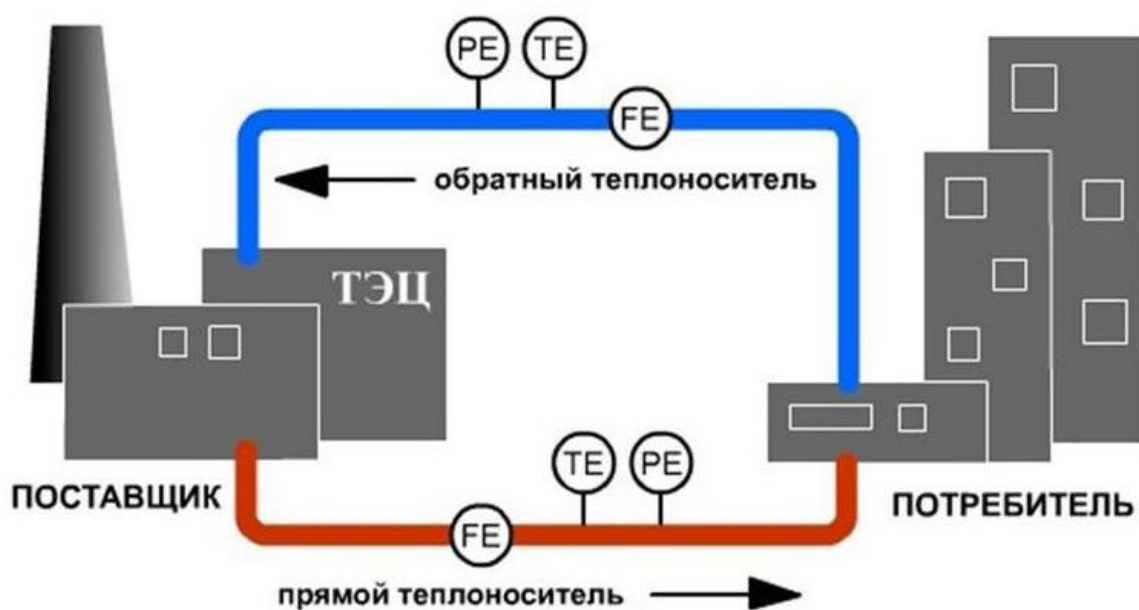 PE TE
FE
обратный теплоноситель
ТЭЦ
TE PE
ПОСТАВЩИК
ПОТРЕБИТЕЛЬ
FE
прямой теплоноситель